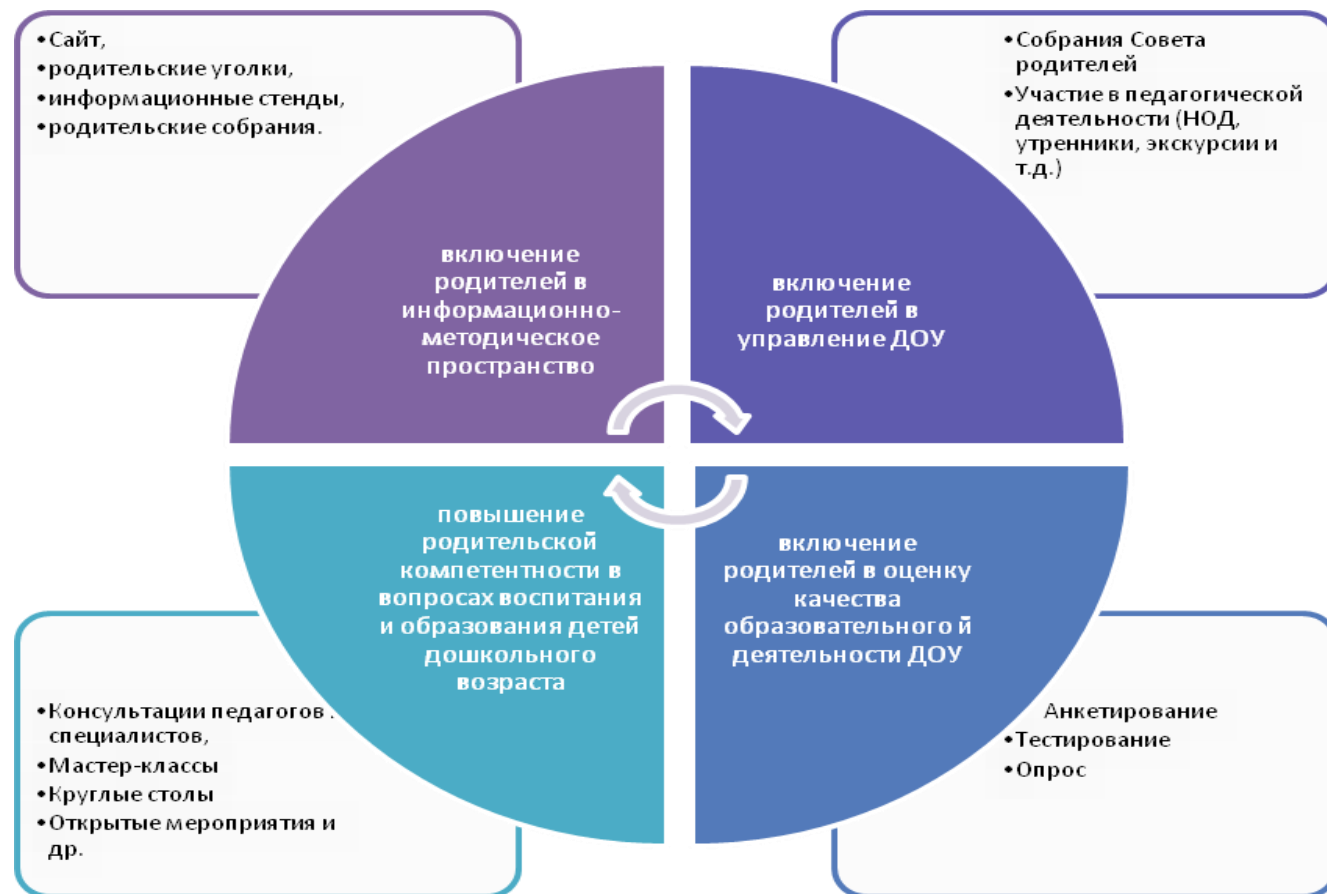 •Сайт,
•родительские уголки,
•информационные стенды,
•родительские собрания.
•Собрания Совета
родителей
•Участие в педагогической
деятельности (НОД,
утренники, экскурсии и
т.д.)
включение
родителей в
информационно-
методическое
пространство
включение
родителей в
управление ДОУ
повышение
родительской
компетентности в
вопросах воспитания
и образования детей
дошкольного
возраста
включение
родителей в оценку
качества
образовательного й
деятельности ДОУ
•Консультации педагогов .
специалистов,
•Мастер-классы
•Круглые столы
•Открытые мероприятия и
др.
Анкетирование
•Тестирование
•Опрос